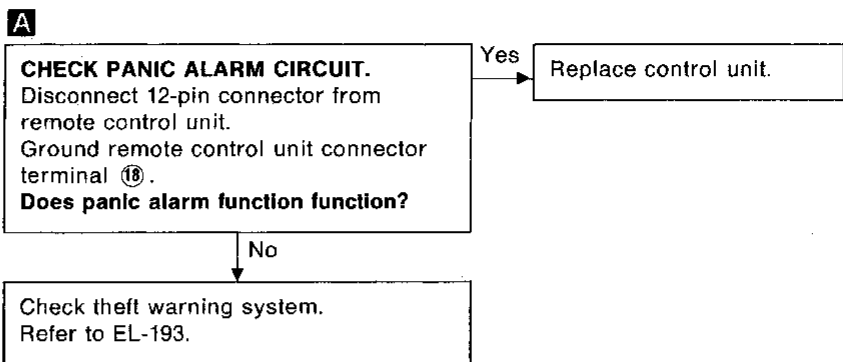 A
CHECK PANIC ALARM CIRCUIT.
Disconnect 12-pin connector from
remote control unit.
Ground remote control unit connector
terminal ⑱.
Does panic alarm function function?
Yes
Replace control unit.
No
Check theft warning system.
Refer to EL-193.